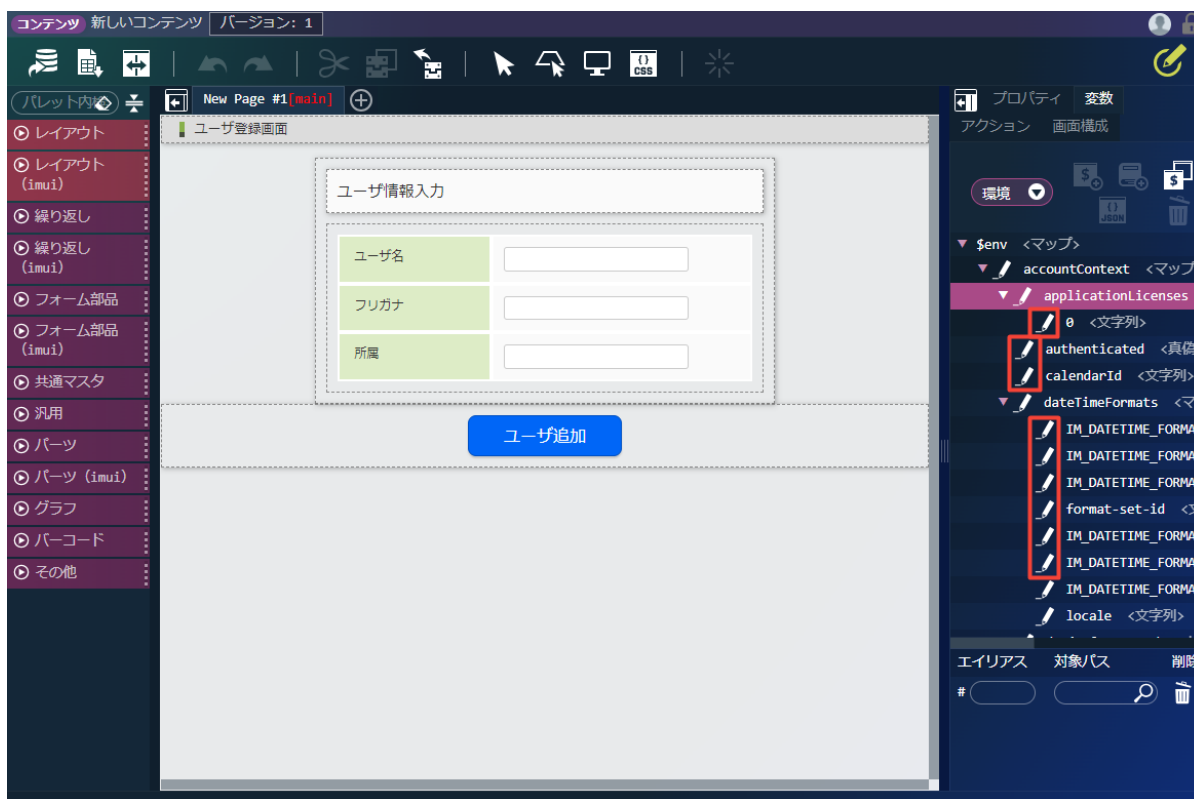 コンテンツ 新しいコンテンツ バージョン: 1
{} CSS
パレット内検
New Page #1[main]
プロパティ 変数
アクション 画面構成
レイアウト
レイアウト
(imui)
繰り返し
繰り返し
(imui)
フォーム部品
フォーム部品
(imui)
共通マスタ
汎用
パーツ
パーツ (imui)
グラフ
バーコード
その他
ユーザ登録画面
ユーザ情報入力
ユーザ名
フリガナ
所属
ユーザ追加
環境
$
$
{} JSON
$env <マップ>
accountContext <マップ
applicationLicenses
0 <文字列>
authenticated <真偽
calendarId <文字列>
dateTimeFormats <マ
IM_DATETIME_FORMA
IM_DATETIME_FORMA
IM_DATETIME_FORMA
format-set-id <文
IM_DATETIME_FORMA
IM_DATETIME_FORMA
IM_DATETIME_FORMA
locale <文字列>
エイリアス 対象パス 削除
#